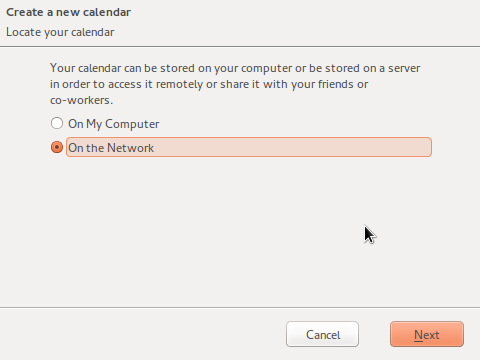 Create a new calendar
Locate your calendar
Your calendar can be stored on your computer or be stored on a server
in order to access it remotely or share it with your friends or
co-workers.
On My Computer
On the Network
Cancel
Next